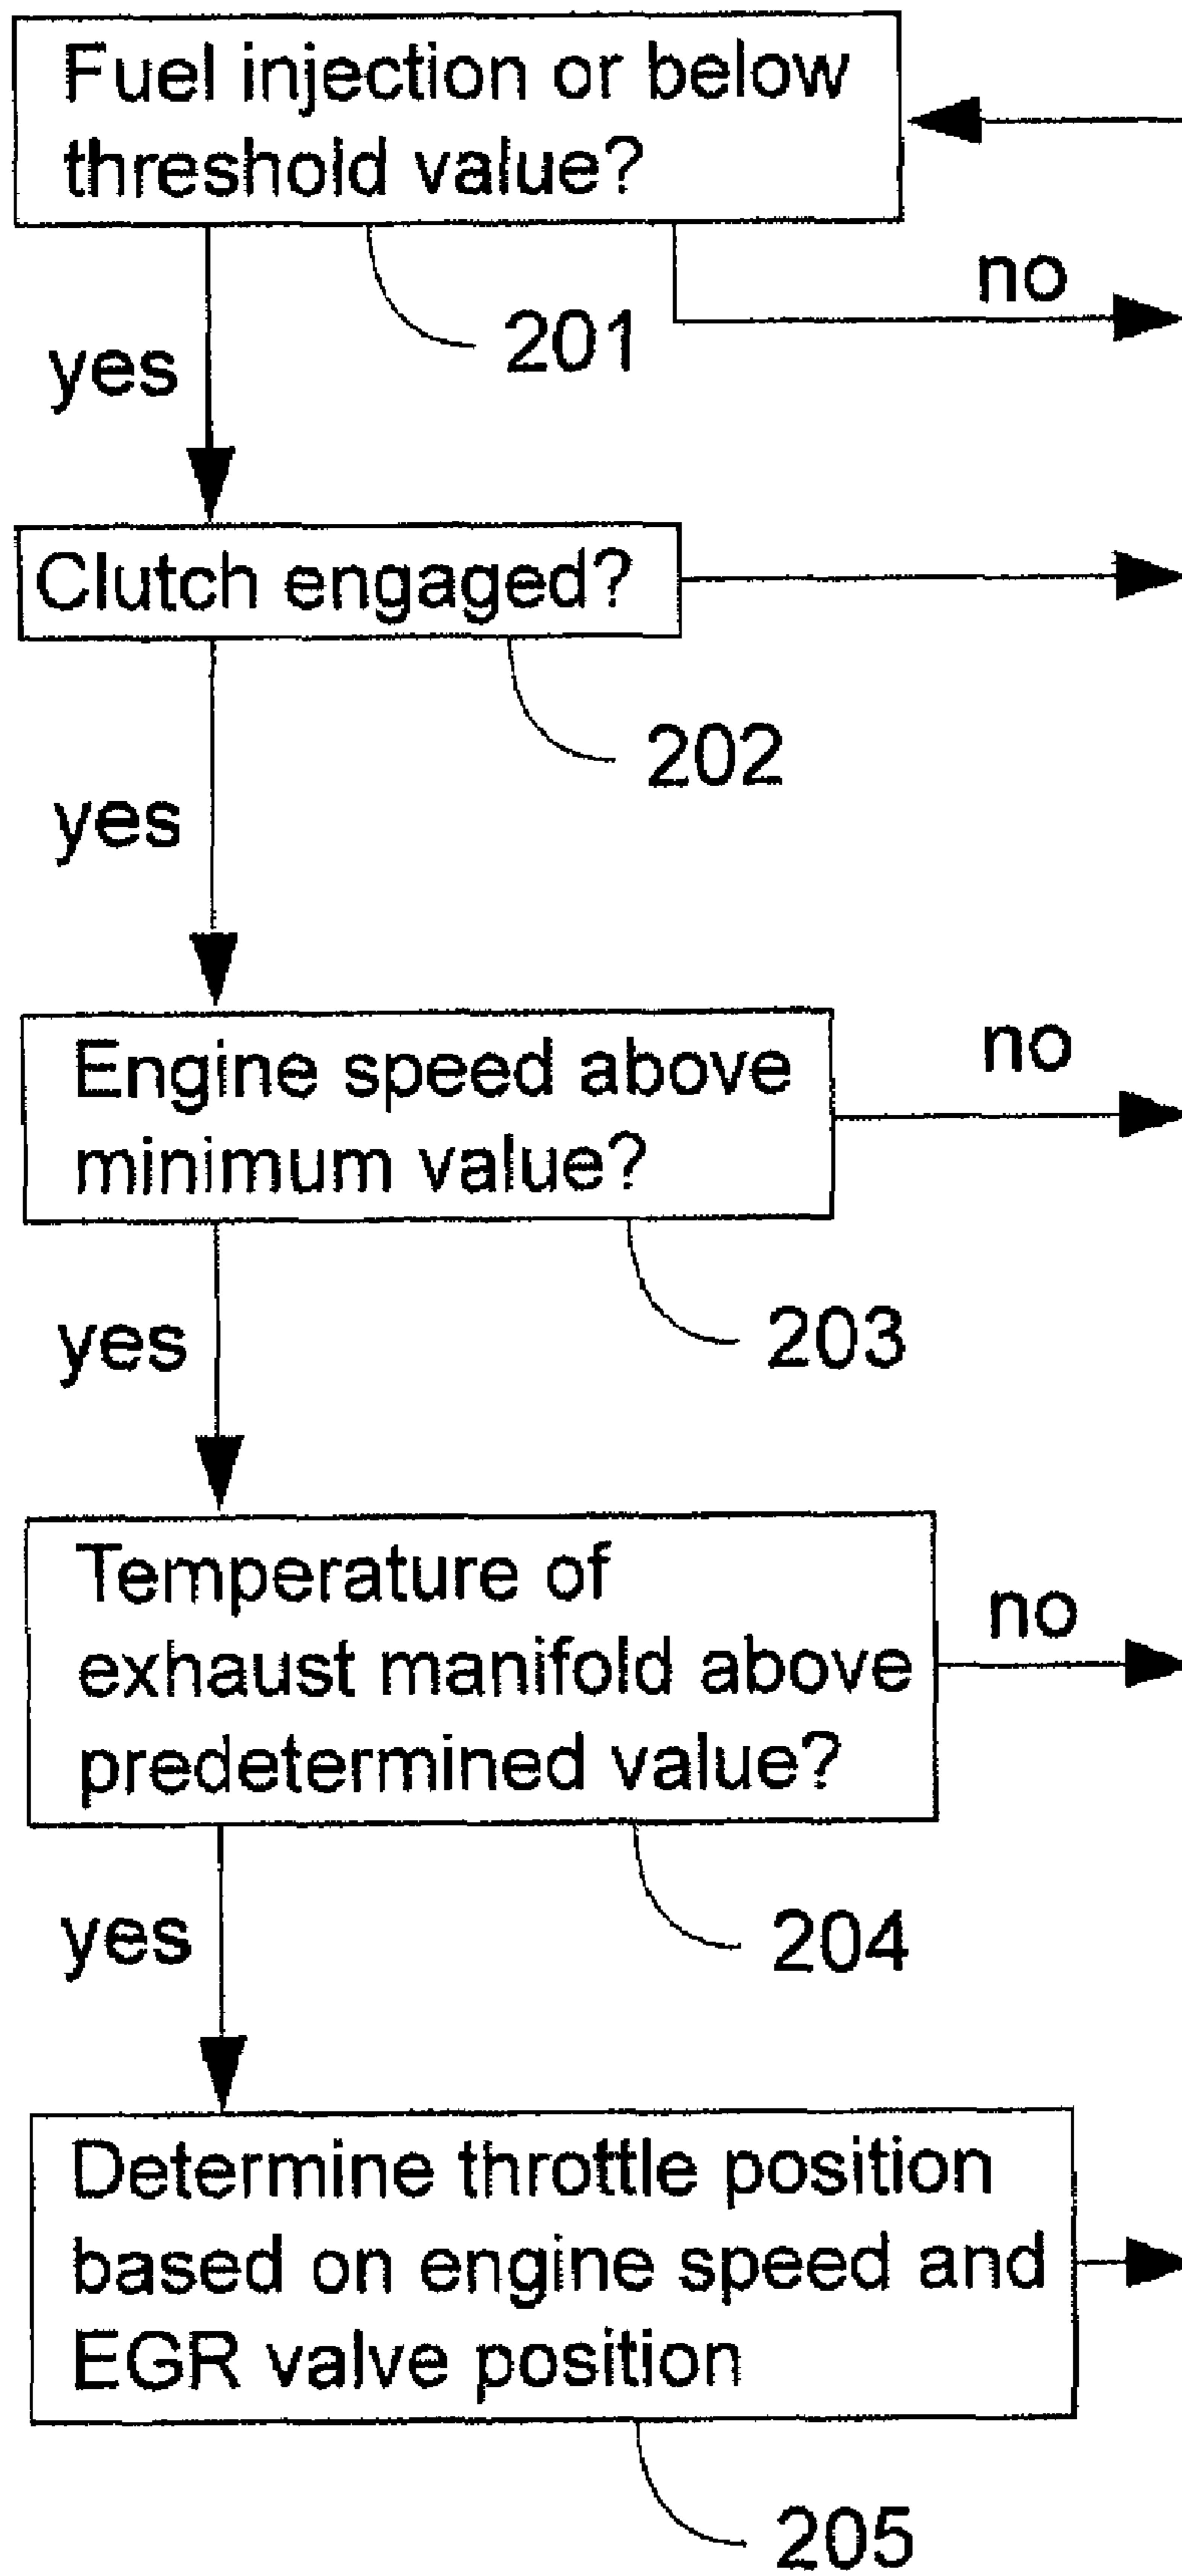 Fuel injection or below
threshold value?
no
201
yes
Clutch engaged?
202
yes
Engine speed above
minimum value?
no
203
yes
Temperature of
exhaust manifold above
predetermined value?
no
204
yes
Determine throttle position
based on engine speed and
EGR valve position
205